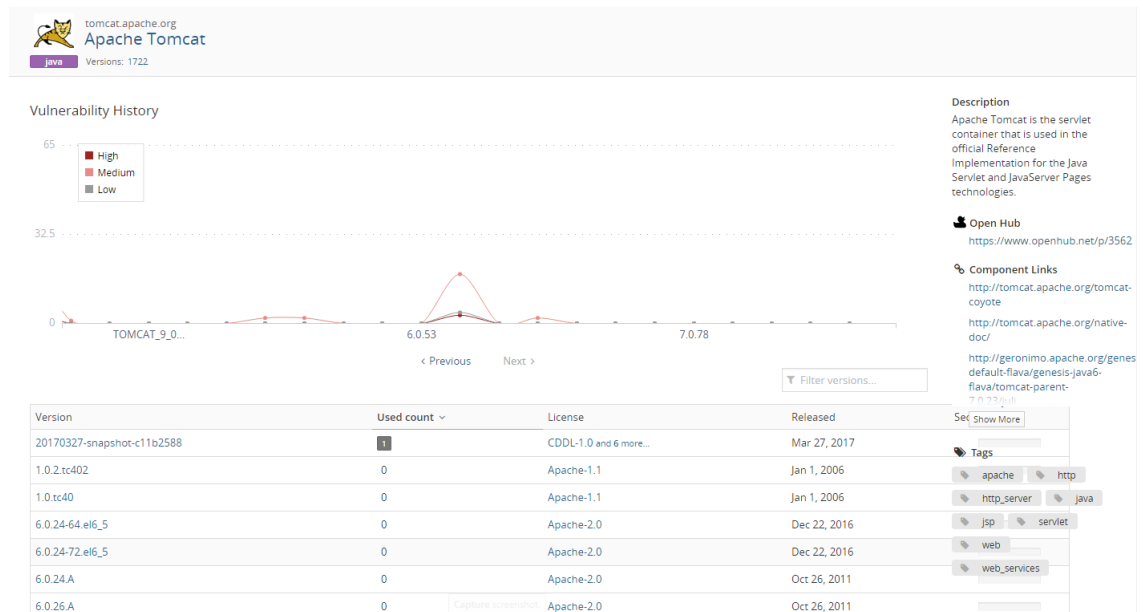 tomcat.apache.org
Apache Tomcat
java
Versions: 1722
Vulnerability History
65
High
Medium
Low
32.5
0
TOMCAT_9_0...
6.0.53
7.0.78
‹ Previous
Next ›
Filter versions...
Version Used count License Released Sec
20170327-snapshot-c11b2588 1 CDDL-1.0 and 6 more... Mar 27, 2017
1.0.2.tc402 0 Apache-1.1 Jan 1, 2006
1.0.tc40 0 Apache-1.1 Jan 1, 2006
6.0.24-64.el6_5 0 Apache-2.0 Dec 22, 2016
6.0.24-72.el6_5 0 Apache-2.0 Dec 22, 2016
6.0.24.A 0 Apache-2.0 Oct 26, 2011
6.0.26.A 0 Apache-2.0 Oct 26, 2011
Capture screenshot.
Description
Apache Tomcat is the servlet
container that is used in the
official Reference
Implementation for the Java
Servlet and JavaServer Pages
technologies.
Open Hub
https://www.openhub.net/p/3562
Component Links
http://tomcat.apache.org/tomcat-
coyote
http://tomcat.apache.org/native-
doc/
http://geronimo.apache.org/genes
default-flava/genesis-java6-
flava/tomcat-parent-
7.0.23/juli
Show More
Tags
apache http
http_server java
jsp servlet
web
web_services